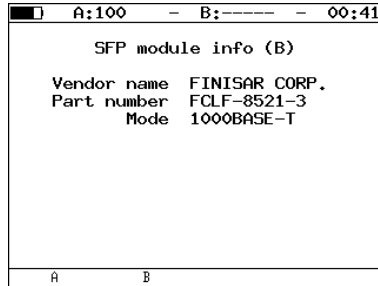 A:100 - B:----- - 00:41
SFP module info (B)
Vendor name FINISAR CORP.
Part number FCLF-8521-3
Mode 1000BASE-T
A B